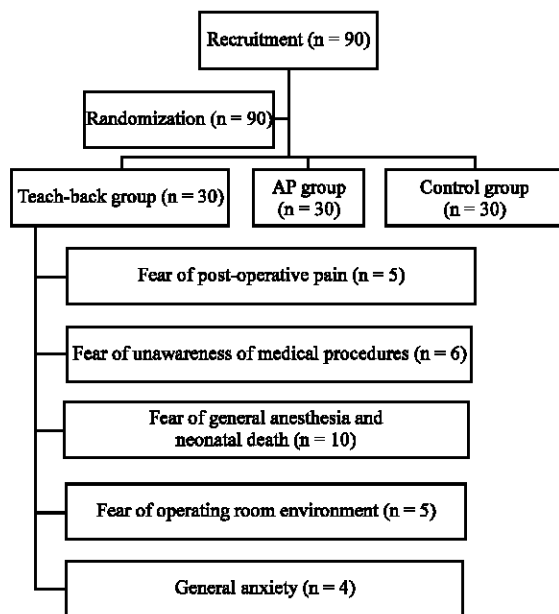 Recruitment (n = 90)
Randomization (n = 90)
Teach-back group (n = 30)
AP group
(n = 30)
Control group
(n = 30)
Fear of post-operative pain (n = 5)
Fear of unawareness of medical procedures (n = 6)
Fear of general anesthesia and
neonatal death (n = 10)
Fear of operating room environment (n = 5)
General anxiety (n = 4)